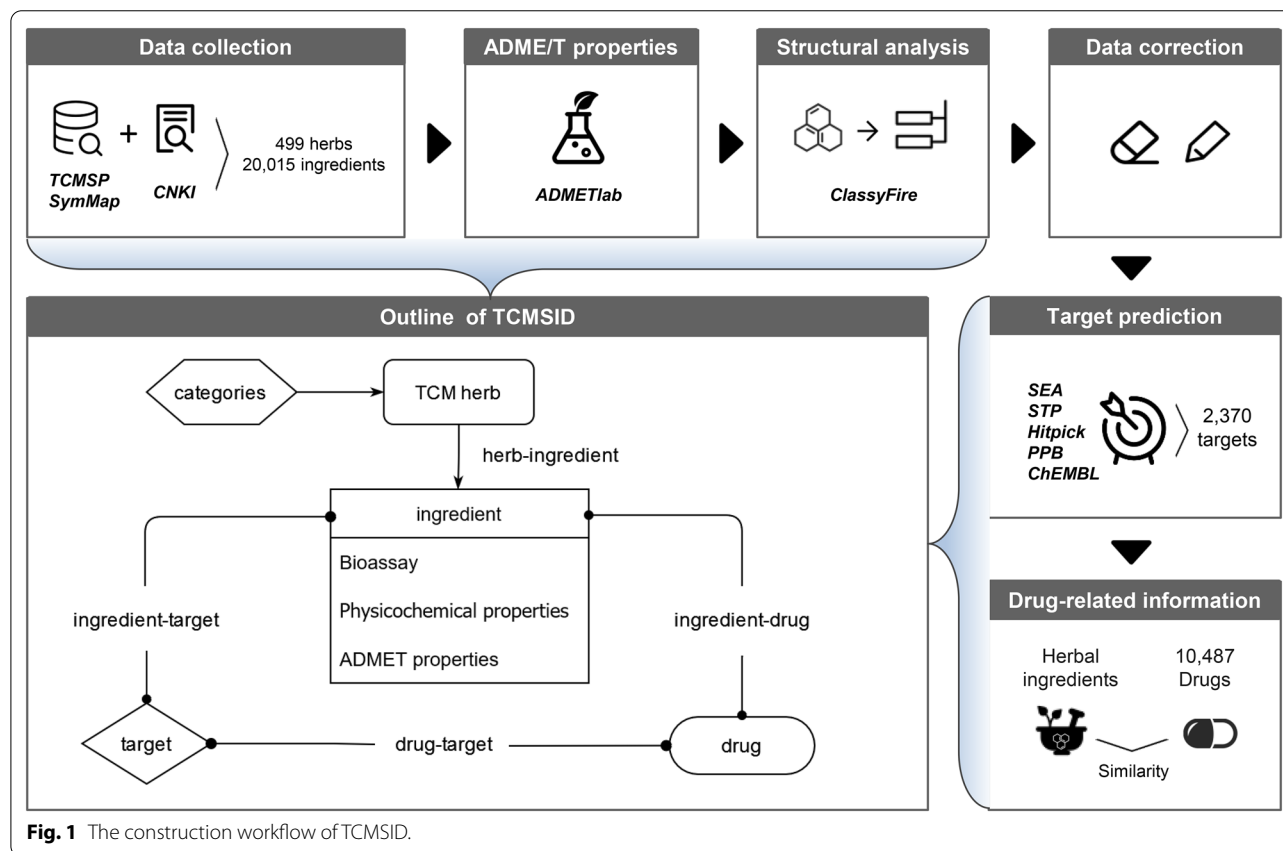 Data collection
TCMSP
SymMap
+
CNKI
499 herbs
20,015 ingredients
ADME/T properties
ADMETlab
Structural analysis
ClassyFire
Data correction
Outline of TCMSID
categories
TCM herb
herb-ingredient
ingredient
Bioassay
Physicochemical properties
ADMET properties
ingredient-target
ingredient-drug
target
drug-target
drug
Target prediction
SEA
STP
Hitpick
PPB
ChEMBL
2,370
targets
Drug-related information
Herbal
ingredients
10,487
Drugs
Similarity
Fig. 1 The construction workflow of TCMSID.